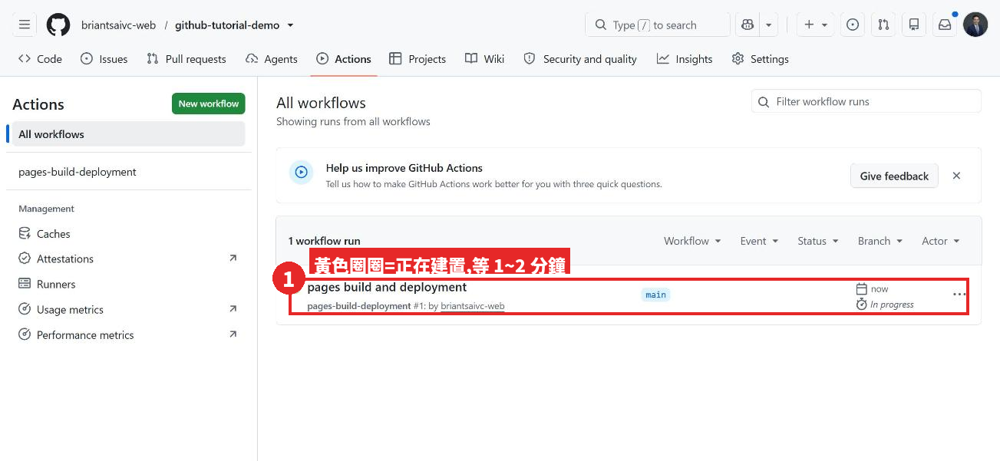 briantsaivc-web / github-tutorial-demo
Type / to search
Code
Issues
Pull requests
Agents
Actions
Projects
Wiki
Security and quality
Insights
Settings
Actions
New workflow
All workflows
pages-build-deployment
Management
Caches
Attestations
Runners
Usage metrics
Performance metrics
All workflows
Showing runs from all workflows
Filter workflow runs
Help us improve GitHub Actions
Tell us how to make GitHub Actions work better for you with three quick questions.
Give feedback
1 workflow run
Workflow
Event
Status
Branch
Actor
黃色圈圈=正在建置,等 1~2 分鐘
1
pages build and deployment
pages-build-deployment #1: by briantsaivc-web
main
now
In progress